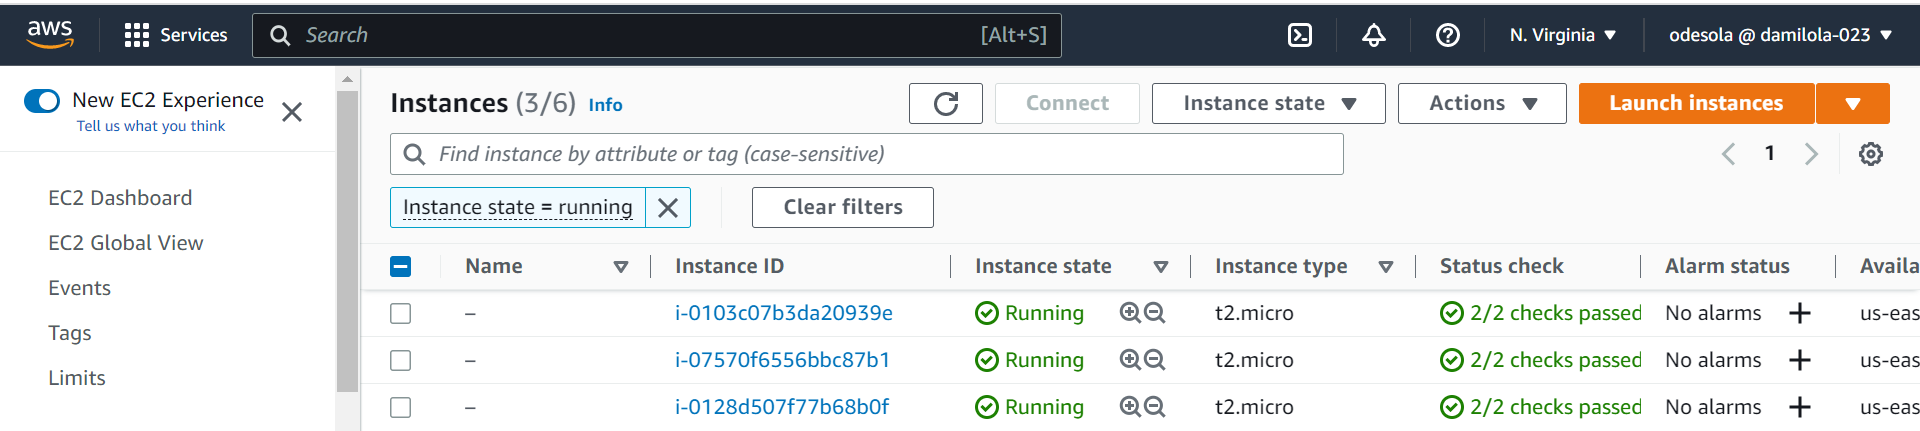 aws Services Search [Alt+S] N. Virginia odesola @ damilola-023
New EC2 Experience
Tell us what you think
EC2 Dashboard
EC2 Global View
Events
Tags
Limits
Instances (3/6) Info Connect Instance state Actions Launch instances
Find instance by attribute or tag (case-sensitive) 1
Instance state = running Clear filters
Name Instance ID Instance state Instance type Status check Alarm status Availa
– i-0103c07b3da20939e Running t2.micro 2/2 checks passed No alarms us-eas
– i-07570f6556bbc87b1 Running t2.micro 2/2 checks passed No alarms us-eas
– i-0128d507f77b68b0f Running t2.micro 2/2 checks passed No alarms us-eas